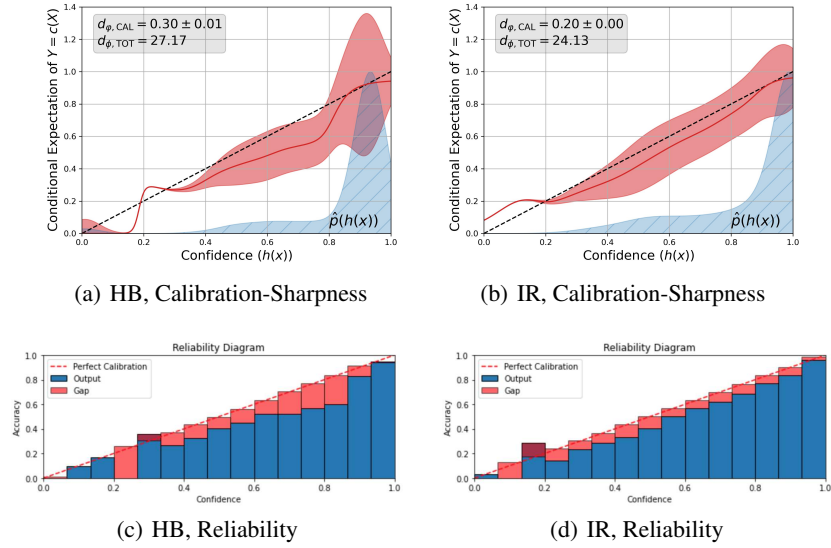 d_φ,CAL = 0.30 ± 0.01
d_ϕ,TOT = 27.17
Conditional Expectation of Y = c(X)
1.4
1.2
1.0
0.8
0.6
0.4
0.2
0.0
p̂(h(x))
0.0 0.2 0.4 0.6 0.8 1.0
Confidence (h(x))
(a) HB, Calibration-Sharpness
d_φ,CAL = 0.20 ± 0.00
d_ϕ,TOT = 24.13
Conditional Expectation of Y = c(X)
1.4
1.2
1.0
0.8
0.6
0.4
0.2
0.0
p̂(h(x))
0.0 0.2 0.4 0.6 0.8 1.0
Confidence (h(x))
(b) IR, Calibration-Sharpness
Reliability Diagram
Perfect Calibration
Output
Gap
Accuracy
1.0
0.8
0.6
0.4
0.2
0.0
0.0 0.2 0.4 0.6 0.8 1.0
Confidence
(c) HB, Reliability
Reliability Diagram
Perfect Calibration
Output
Gap
Accuracy
1.0
0.8
0.6
0.4
0.2
0.0
0.0 0.2 0.4 0.6 0.8 1.0
Confidence
(d) IR, Reliability